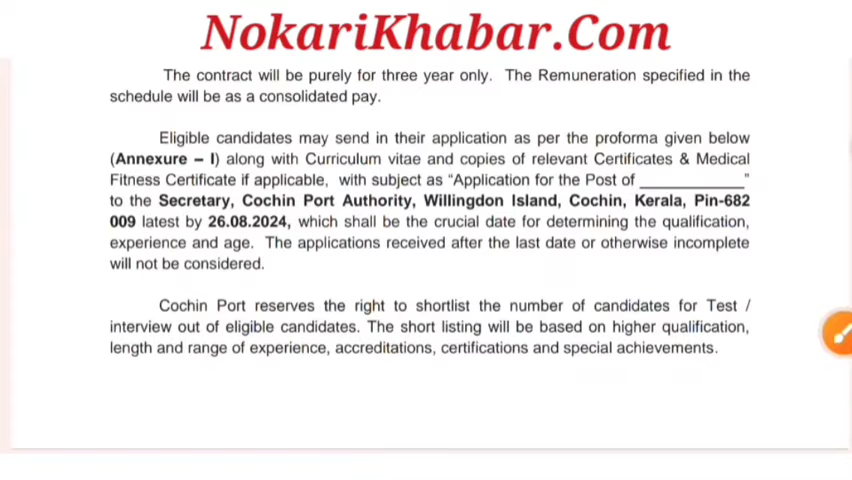 NokariKhabar.Com
The contract will be purely for three year only. The Remuneration specified in the
schedule will be as a consolidated pay.
Eligible candidates may send in their application as per the proforma given below
(Annexure – I) along with Curriculum vitae and copies of relevant Certificates & Medical
Fitness Certificate if applicable, with subject as "Application for the Post of ____________"
to the Secretary, Cochin Port Authority, Willingdon Island, Cochin, Kerala, Pin-682
009 latest by 26.08.2024, which shall be the crucial date for determining the qualification,
experience and age. The applications received after the last date or otherwise incomplete
will not be considered.
Cochin Port reserves the right to shortlist the number of candidates for Test /
interview out of eligible candidates. The short listing will be based on higher qualification,
length and range of experience, accreditations, certifications and special achievements.